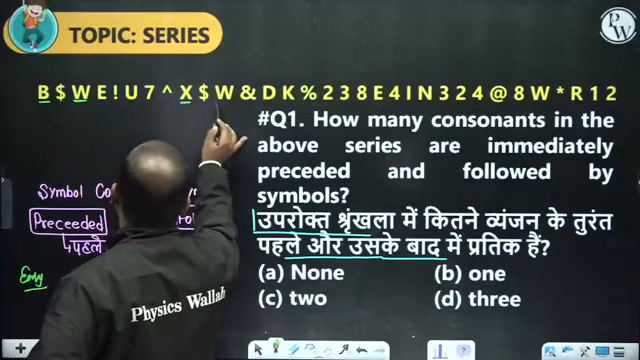 TOPIC: SERIES
PW
B $ W E ! U 7 ^ X $ W & D K % 2 3 8 E 4 I N 3 2 4 @ 8 W * R 1 2
#Q1. How many consonants in the
above series are immediately
preceded and followed by
symbols?
उपरोक्त श्रृंखला में कितने व्यंजन के तुरंत
पहले और उसके बाद में प्रतिक हैं?
(a) None (b) one
(c) two (d) three
Symbol
Preceeded
पहले
Physics Wallah